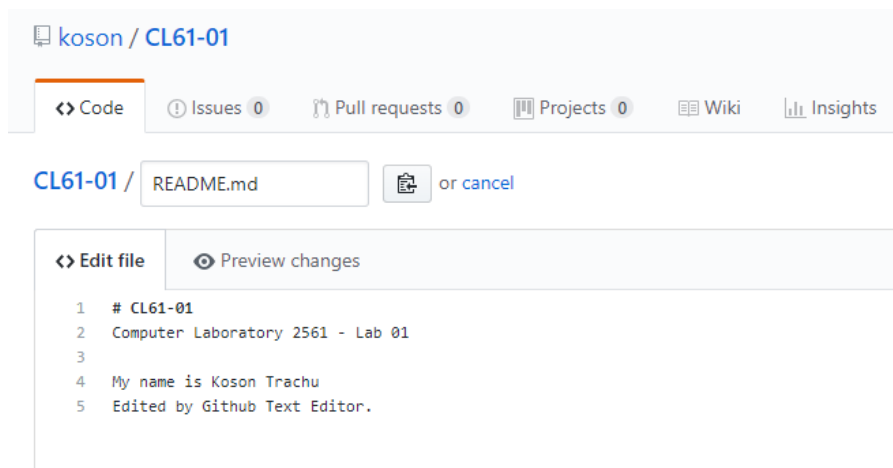 koson / CL61-01
Code Issues 0 Pull requests 0 Projects 0 Wiki Insights
CL61-01 / README.md or cancel
Edit file Preview changes
1 # CL61-01
2 Computer Laboratory 2561 - Lab 01
3
4 My name is Koson Trachu
5 Edited by Github Text Editor.